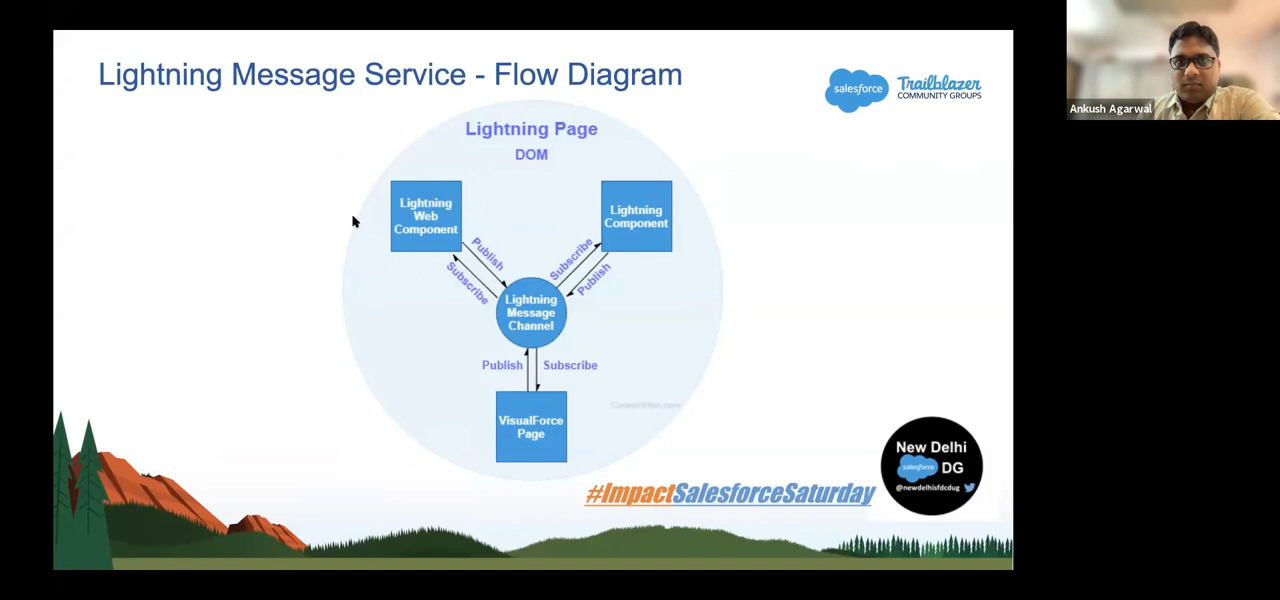 Lightning Message Service - Flow Diagram
salesforce
Trailblazer
COMMUNITY GROUPS
Ankush Agarwal
Lightning Page
DOM
Lightning
Web
Component
Lightning
Component
Publish
Subscribe
Subscribe
Publish
Lightning
Message
Channel
Publish
Subscribe
VisualForce
Page
New Delhi
salesforce
DG
@newdelhisfdcdug
#ImpactSalesforceSaturday